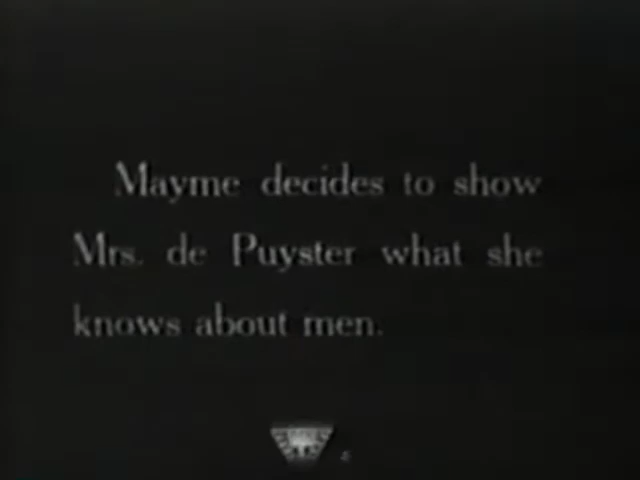 Mayme decides to show
Mrs. de Puyster what she
knows about men.